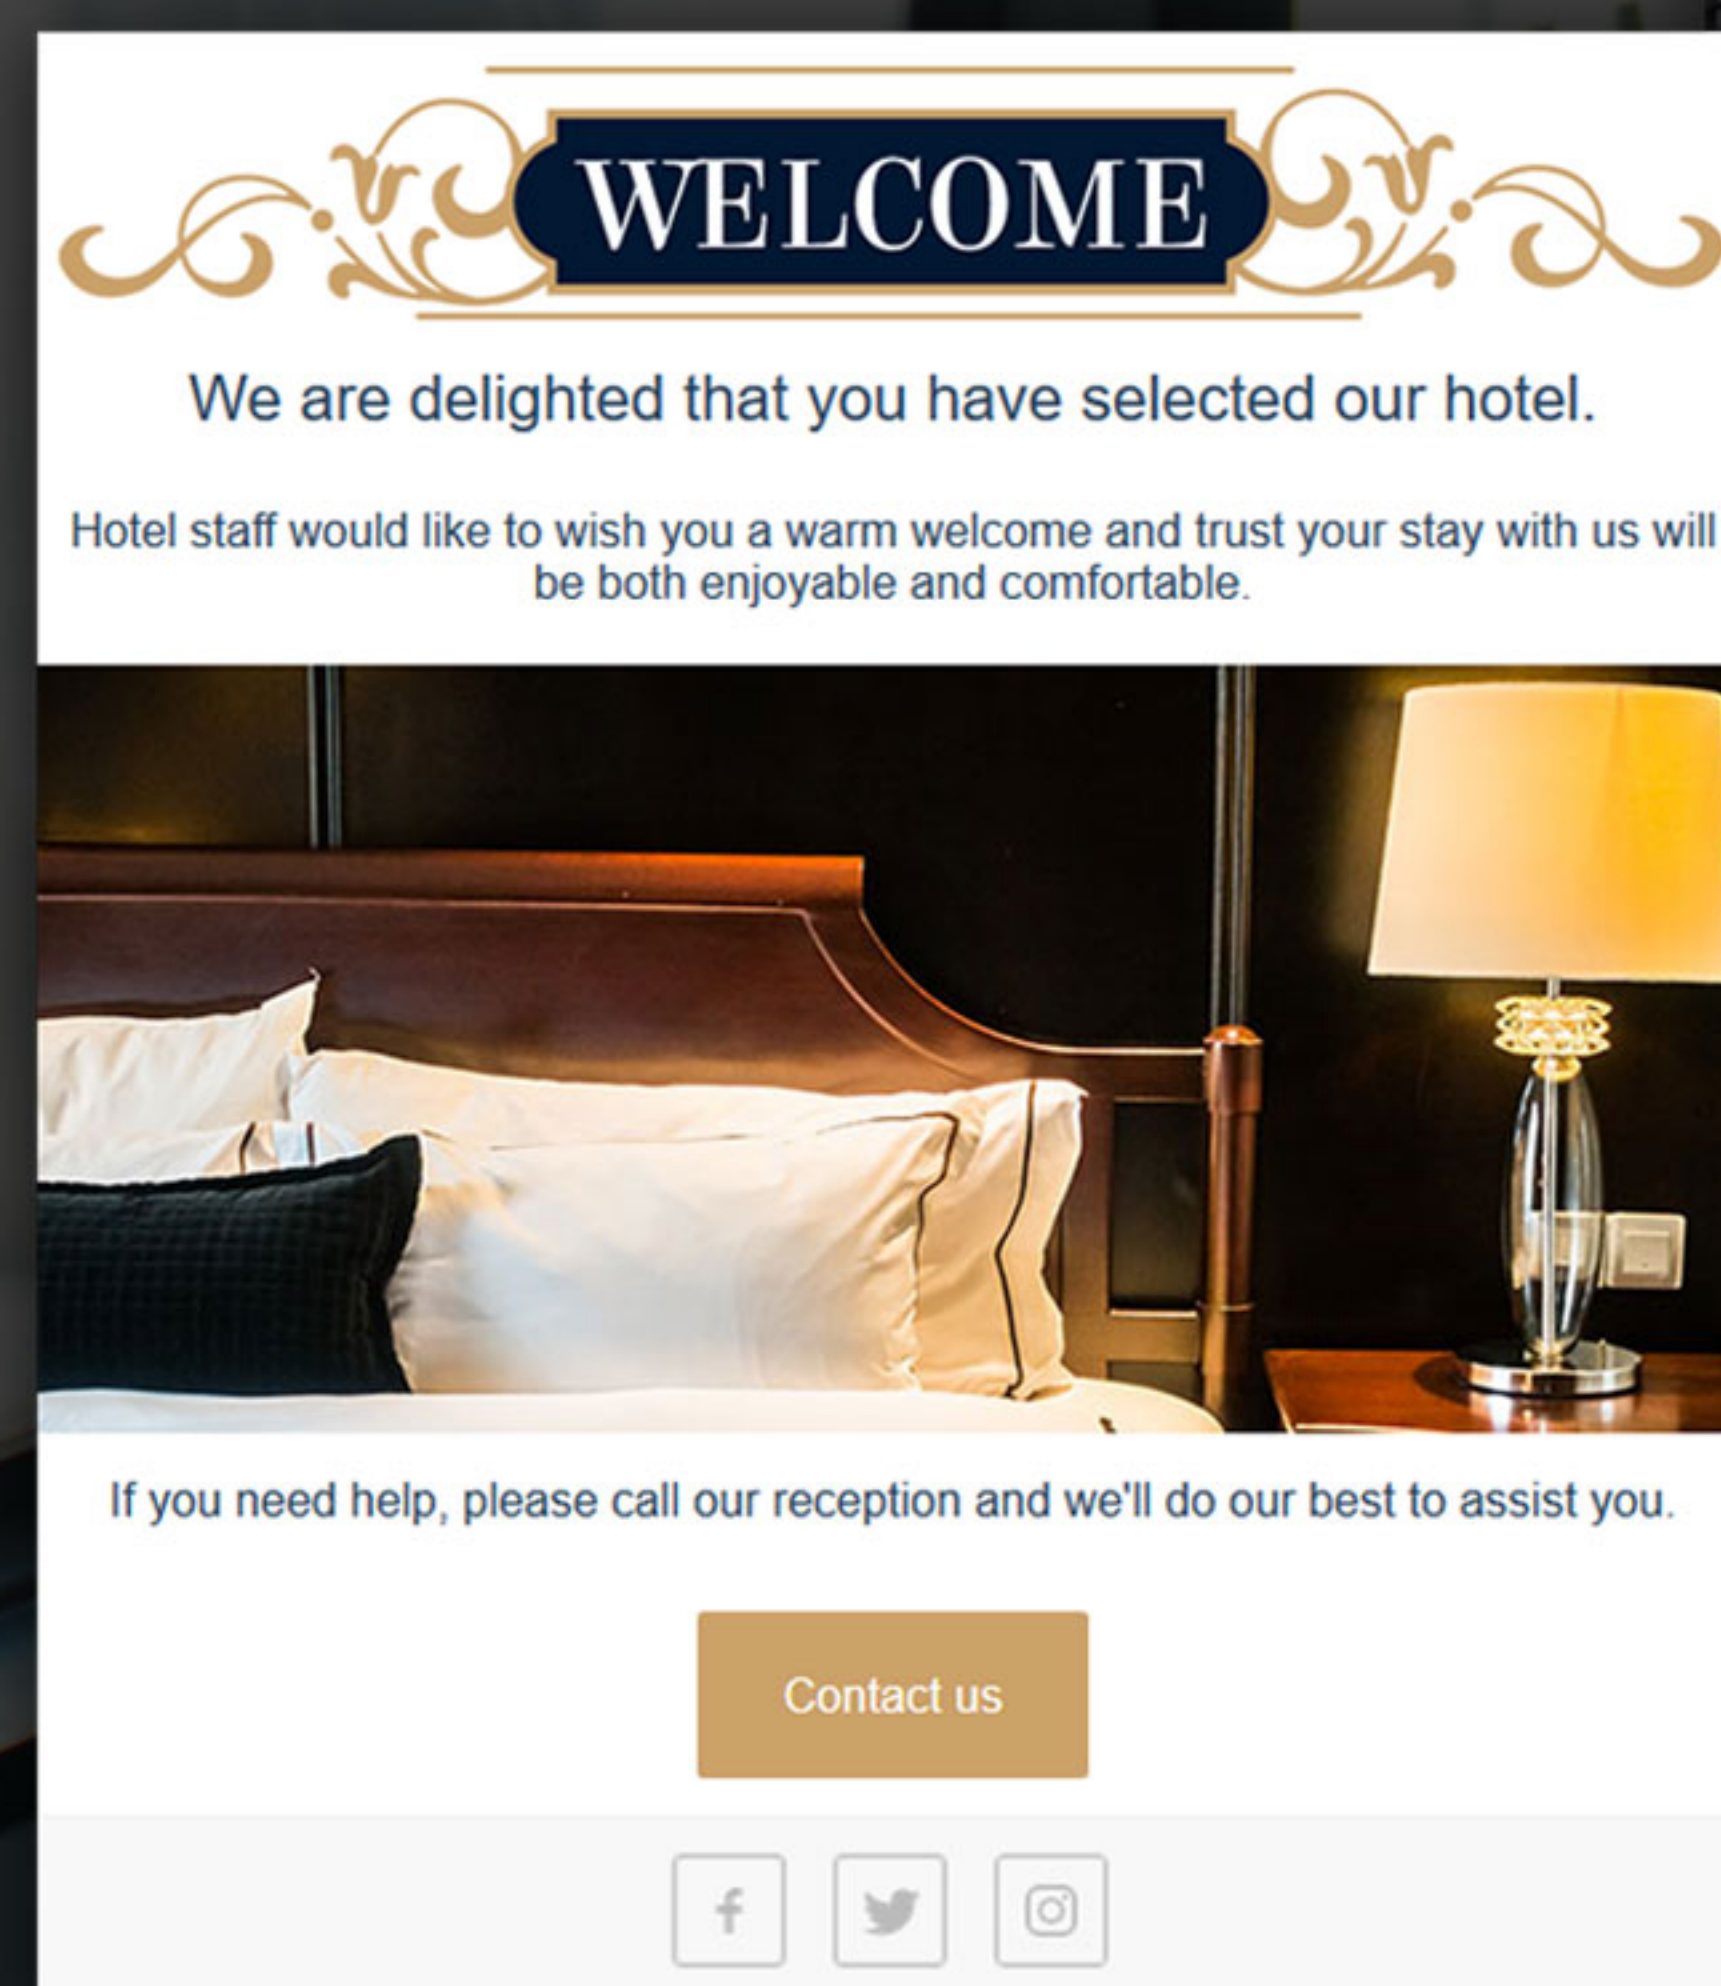 WELCOME
We are delighted that you have selected our hotel.
Hotel staff would like to wish you a warm welcome and trust your stay with us will
be both enjoyable and comfortable.
If you need help, please call our reception and we'll do our best to assist you.
Contact us